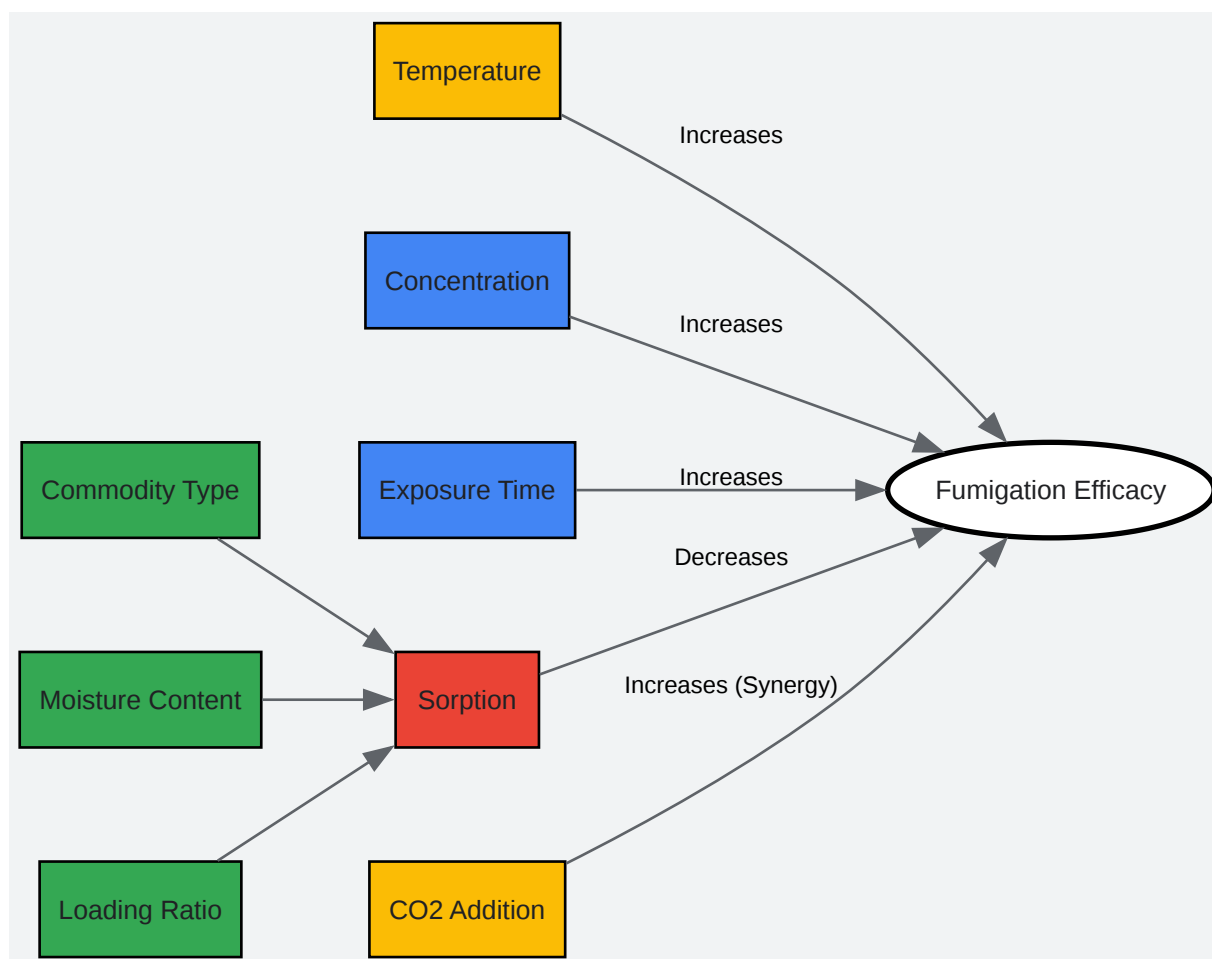 Temperature
Increases
Concentration
Increases
Commodity Type
Exposure Time
Increases
Fumigation Efficacy
Decreases
Moisture Content
Sorption
Increases (Synergy)
Loading Ratio
CO2 Addition